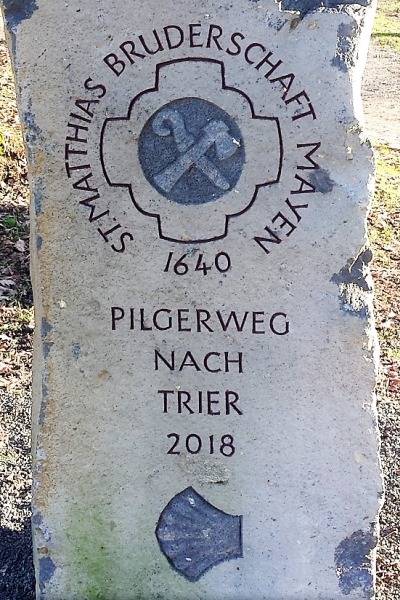 ST. MATTHIAS BRUDERSCHAFT MAYEN
1640
PILGERWEG
NACH
TRIER
2018